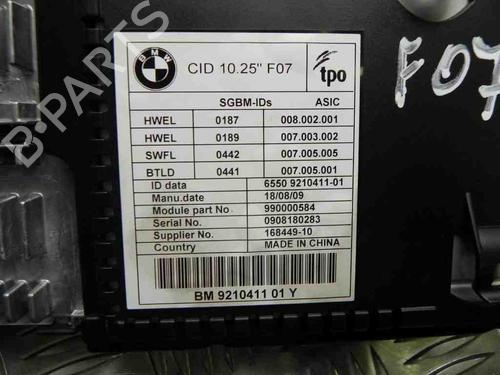 BMW
CID 10.25" F07
tpo
SGBM-IDs ASIC
HWEL 0187 008.002.001
HWEL 0189 007.003.002
SWFL 0442 007.005.005
BTLD 0441 007.005.001
ID data 6550 9210411-01
Manu.date 18/08/09
Module part No 990000584
Serial No. 0908180283
Supplier No. 168449-10
Country MADE IN CHINA
BM 9210411 01 Y
F07
B-PARTS